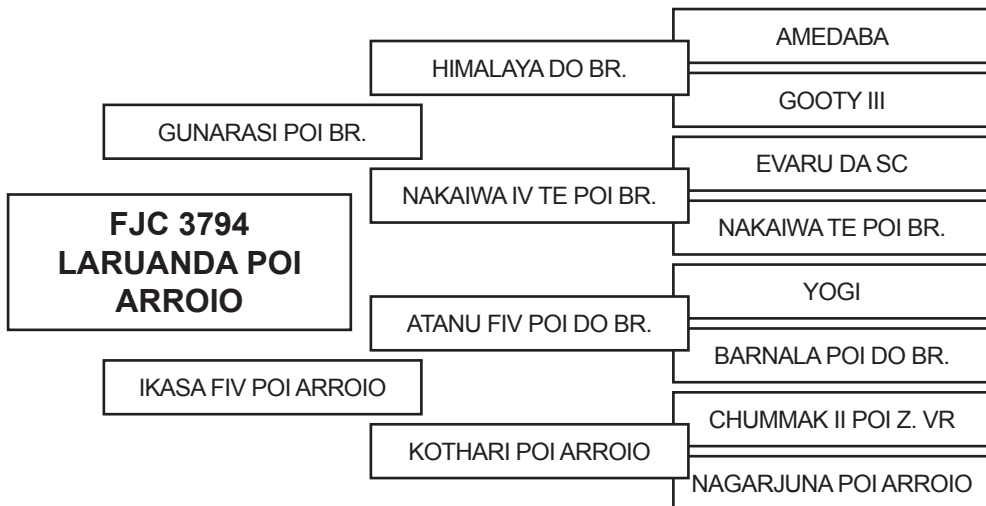 AMEDABA
HIMALAYA DO BR.
GOOTY III
GUNARASI POI BR.
EVARU DA SC
NAKAIWA IV TE POI BR.
NAKAIWA TE POI BR.
FJC 3794
LARUANDA POI
ARROIO
YOGI
ATANU FIV POI DO BR.
BARNALA POI DO BR.
IKASA FIV POI ARROIO
CHUMMAK II POI Z. VR
KOTHARI POI ARROIO
NAGARJUNA POI ARROIO